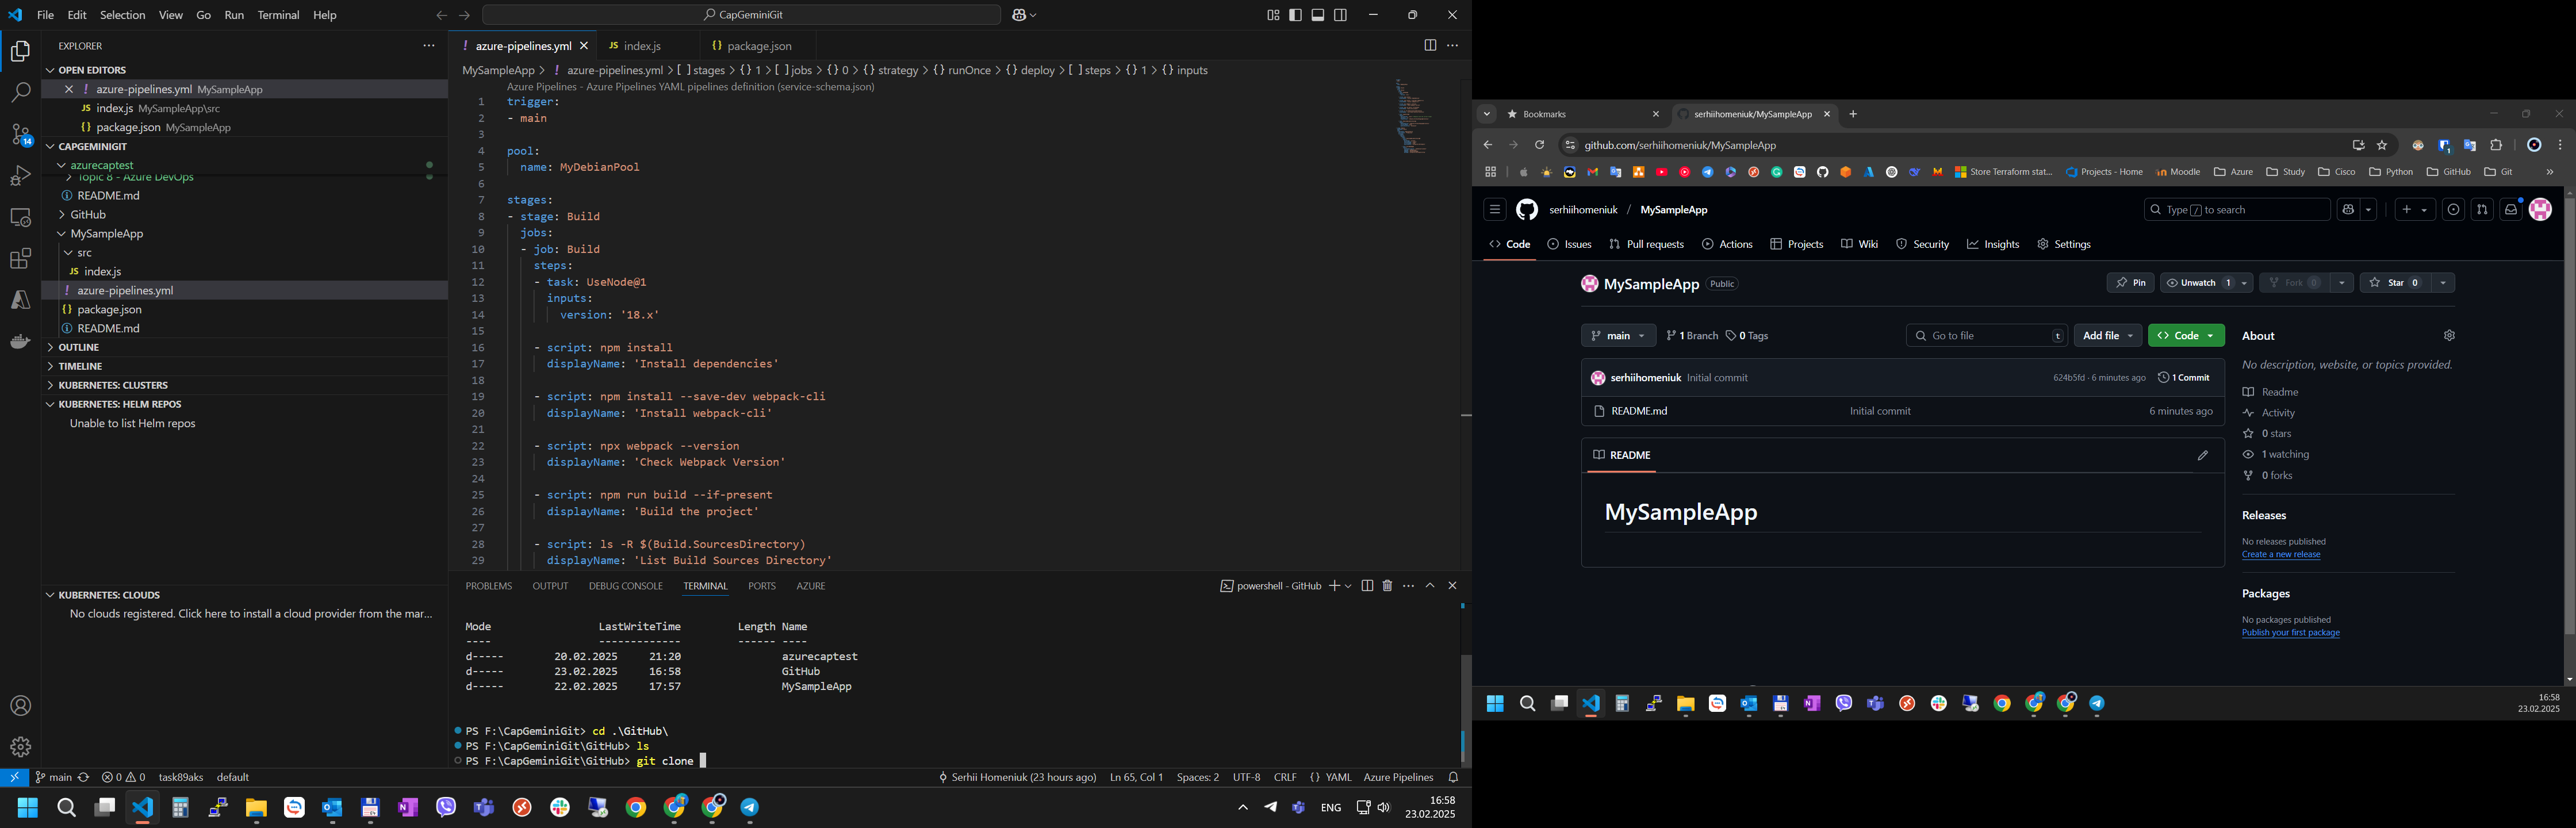 File Edit Selection View Go Run Terminal Help
CapGeminiGit
EXPLORER
OPEN EDITORS
azure-pipelines.yml MySampleApp
JS index.js MySampleApp\src
{} package.json MySampleApp
14
CAPGEMINIGIT
azurecaptest
Topic 8 - Azure DevOps
README.md
GitHub
MySampleApp
src
JS index.js
! azure-pipelines.yml
{} package.json
README.md
OUTLINE
TIMELINE
KUBERNETES: CLUSTERS
KUBERNETES: HELM REPOS
Unable to list Helm repos
KUBERNETES: CLOUDS
No clouds registered. Click here to install a cloud provider from the mar...
! azure-pipelines.yml JS index.js {} package.json
MySampleApp > ! azure-pipelines.yml > [ ] stages > {} 1 > [ ] jobs > {} 0 > {} strategy > {} runOnce > {} deploy > [ ] steps > {} 1 > {} inputs
Azure Pipelines - Azure Pipelines YAML pipelines definition (service-schema.json)
1 trigger:
2 - main
3
4 pool:
5 name: MyDebianPool
6
7 stages:
8 - stage: Build
9 jobs:
10 - job: Build
11 steps:
12 - task: UseNode@1
13 inputs:
14 version: '18.x'
15
16 - script: npm install
17 displayName: 'Install dependencies'
18
19 - script: npm install --save-dev webpack-cli
20 displayName: 'Install webpack-cli'
21
22 - script: npx webpack --version
23 displayName: 'Check Webpack Version'
24
25 - script: npm run build --if-present
26 displayName: 'Build the project'
27
28 - script: ls -R $(Build.SourcesDirectory)
29 displayName: 'List Build Sources Directory'
PROBLEMS OUTPUT DEBUG CONSOLE TERMINAL PORTS AZURE
powershell - GitHub
Mode LastWriteTime Length Name
---- ------------- ------ ----
d----- 20.02.2025 21:20 azurecaptest
d----- 23.02.2025 16:58 GitHub
d----- 22.02.2025 17:57 MySampleApp
PS F:\CapGeminiGit> cd .\GitHub\
PS F:\CapGeminiGit\GitHub> ls
PS F:\CapGeminiGit\GitHub> git clone
main 0 0 task89aks default
Serhii Homeniuk (23 hours ago) Ln 65, Col 1 Spaces: 2 UTF-8 CRLF {} YAML Azure Pipelines
ENG
16:58
23.02.2025
Bookmarks
serhiihomeniuk/MySampleApp
github.com/serhiihomeniuk/MySampleApp
Store Terraform stat... Projects - Home Moodle Azure Study Cisco Python GitHub Git
serhiihomeniuk / MySampleApp
Type / to search
Code Issues Pull requests Actions Projects Wiki Security Insights Settings
MySampleApp Public
Pin Unwatch 1 Fork 0 Star 0
main 1 Branch 0 Tags
Go to file t
Add file
Code
serhiihomeniuk Initial commit
624b5fd · 6 minutes ago 1 Commit
README.md Initial commit 6 minutes ago
README
MySampleApp
About
No description, website, or topics provided.
Readme
Activity
0 stars
1 watching
0 forks
Releases
No releases published
Create a new release
Packages
No packages published
Publish your first package
16:58
23.02.2025